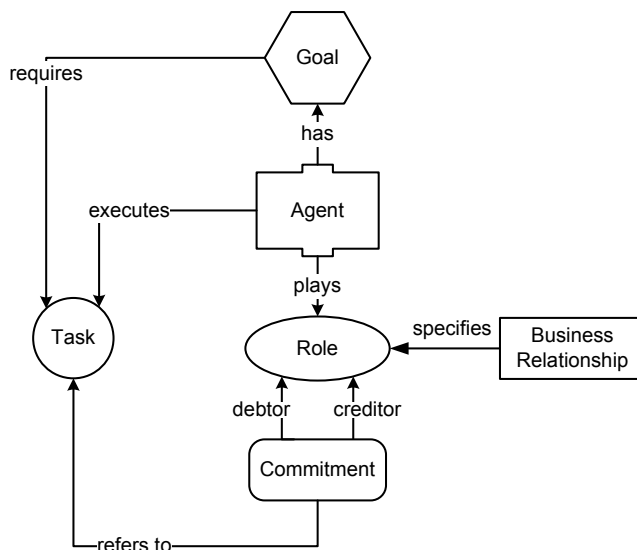 Goal
requires
has
executes
Agent
plays
Task
Role
specifies
Business
Relationship
debtor
creditor
Commitment
refers to